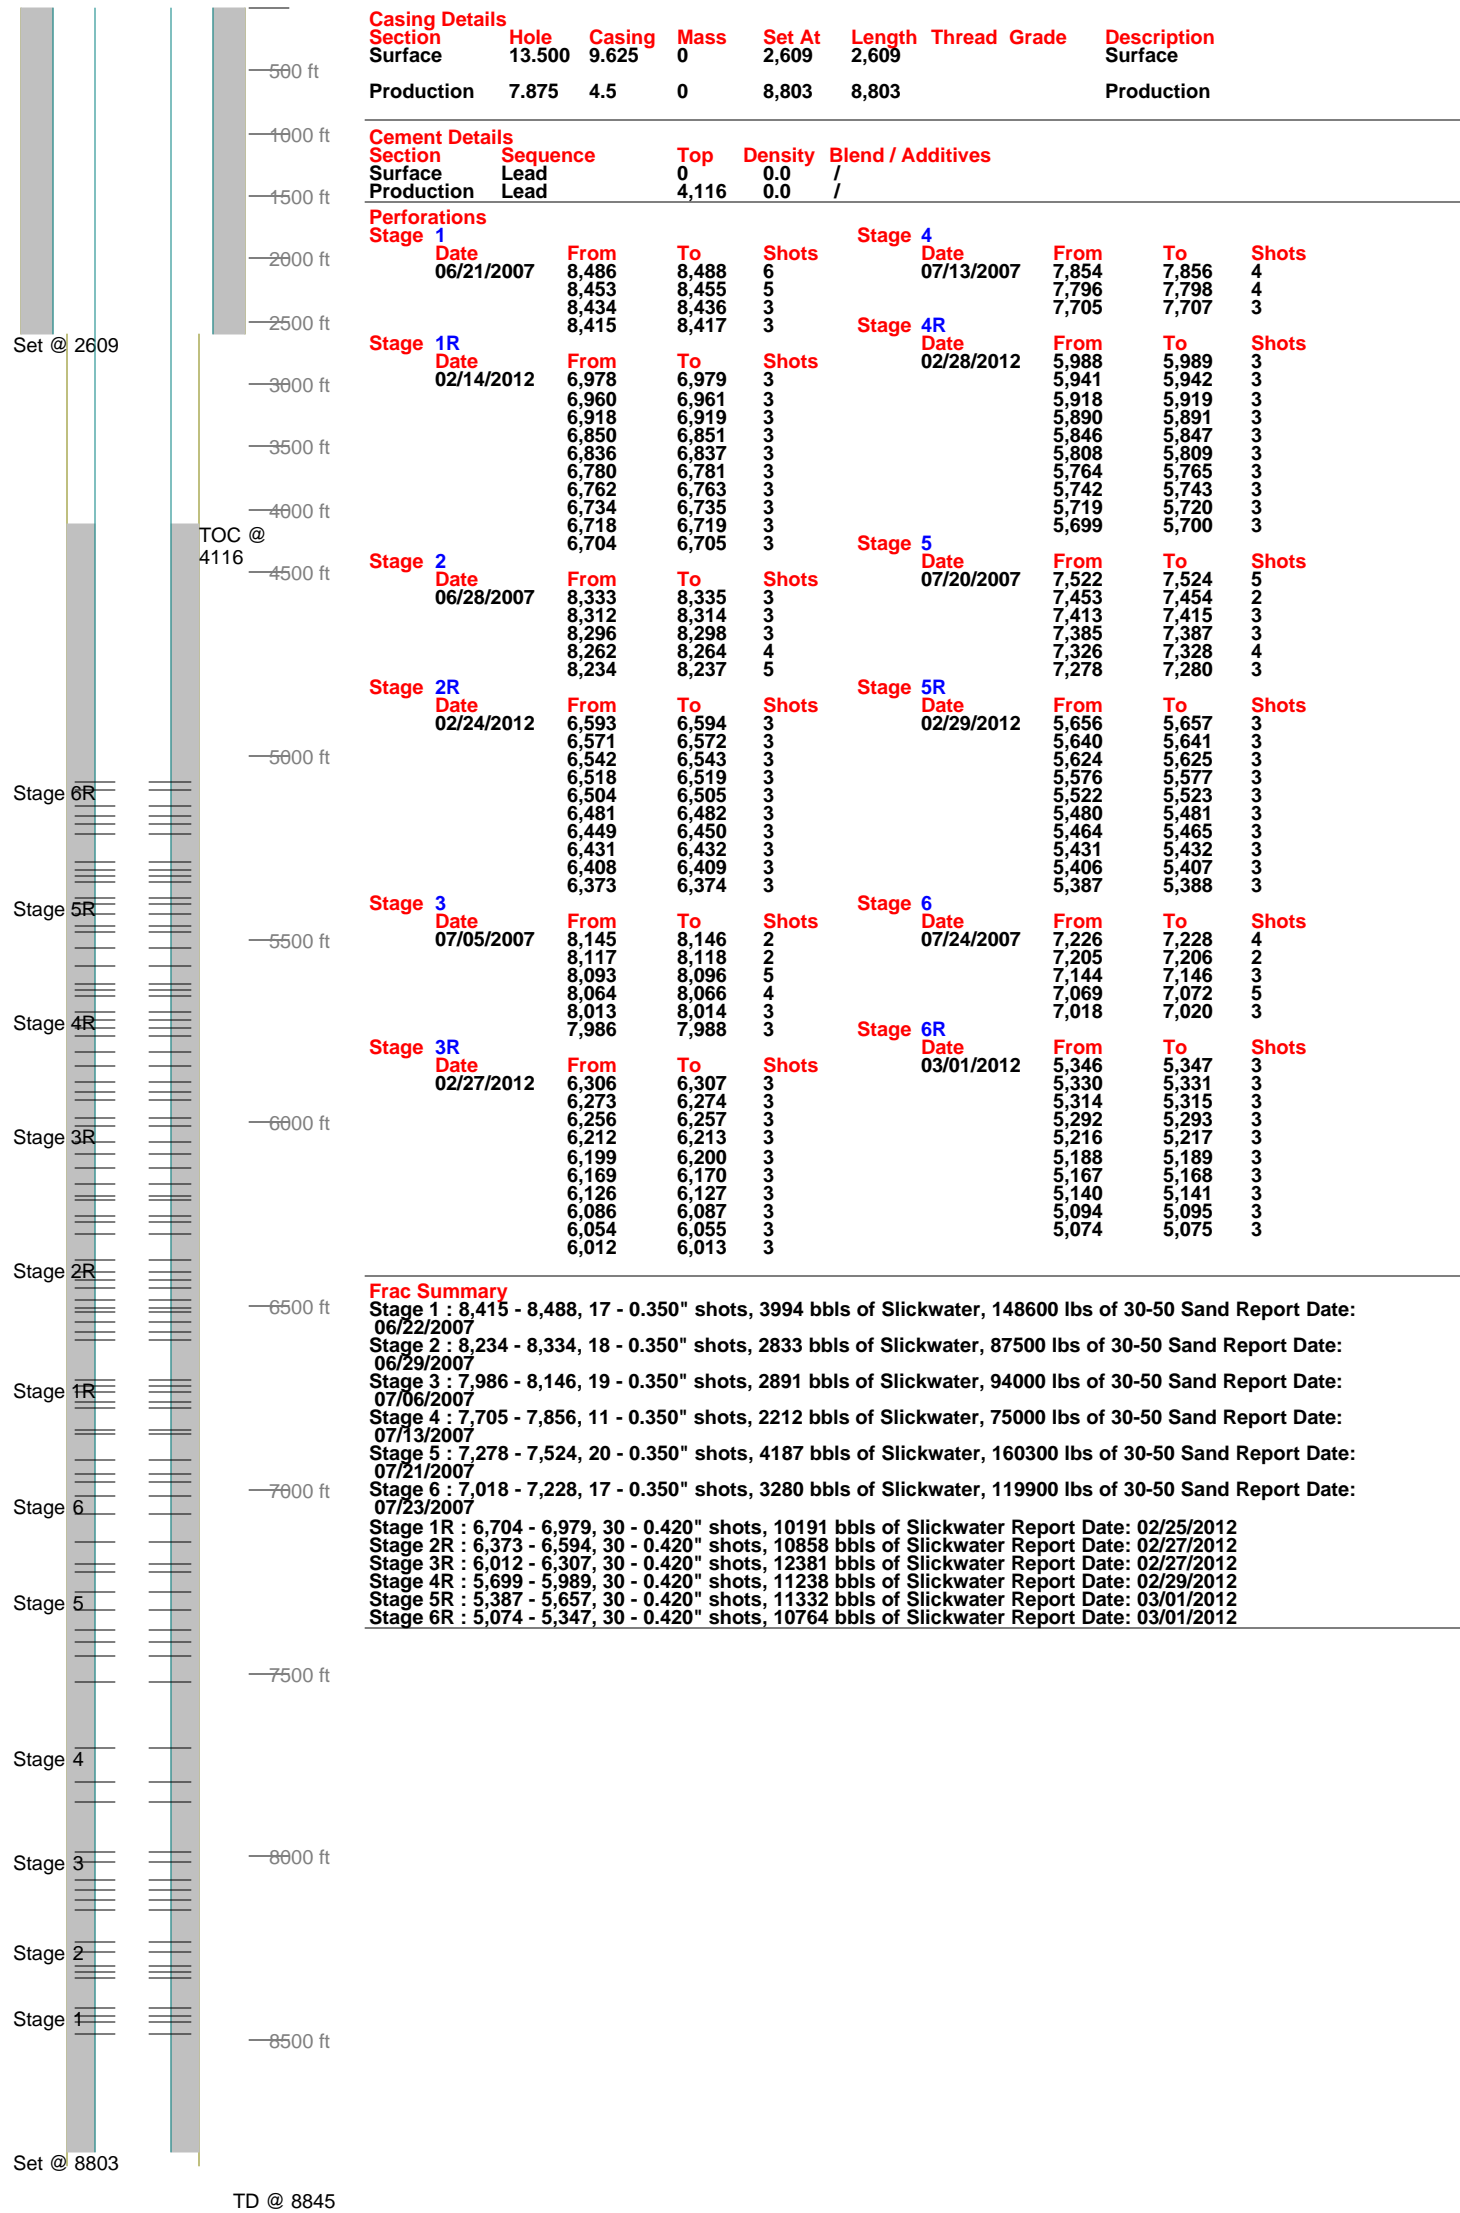 500 ft
1000 ft
1500 ft
2000 ft
2500 ft
Set @ 2609
3000 ft
3500 ft
4000 ft
TOC @
4116
4500 ft
5000 ft
Stage 6R
Stage 5R
5500 ft
Stage 4R
6000 ft
Stage 3R
Stage 2R
6500 ft
Stage 1R
7000 ft
Stage 6
Stage 5
7500 ft
Stage 4
8000 ft
Stage 3
Stage 2
Stage 1
8500 ft
Set @ 8803
TD @ 8845
Casing Details
Section Hole Casing Mass Set At Length Thread Grade Description
Surface 13.500 9.625 0 2,609 2,609 Surface
Production 7.875 4.5 0 8,803 8,803 Production
Cement Details
Section Sequence Top Density Blend / Additives
Surface Lead 0 0.0 /
Production Lead 4,116 0.0 /
Perforations
Stage 1
Date From To Shots
06/21/2007 8,486 8,488 6
8,453 8,455 5
8,434 8,436 3
8,415 8,417 3
Stage 1R
Date From To Shots
02/14/2012 6,978 6,979 3
6,960 6,961 3
6,918 6,919 3
6,850 6,851 3
6,836 6,837 3
6,780 6,781 3
6,762 6,763 3
6,734 6,735 3
6,718 6,719 3
6,704 6,705 3
Stage 2
Date From To Shots
06/28/2007 8,333 8,335 3
8,312 8,314 3
8,296 8,298 3
8,262 8,264 4
8,234 8,237 5
Stage 2R
Date From To Shots
02/24/2012 6,593 6,594 3
6,571 6,572 3
6,542 6,543 3
6,518 6,519 3
6,504 6,505 3
6,481 6,482 3
6,449 6,450 3
6,431 6,432 3
6,408 6,409 3
6,373 6,374 3
Stage 3
Date From To Shots
07/05/2007 8,145 8,146 2
8,117 8,118 2
8,093 8,096 5
8,064 8,066 4
8,013 8,014 3
7,986 7,988 3
Stage 3R
Date From To Shots
02/27/2012 6,306 6,307 3
6,273 6,274 3
6,256 6,257 3
6,212 6,213 3
6,199 6,200 3
6,169 6,170 3
6,126 6,127 3
6,086 6,087 3
6,054 6,055 3
6,012 6,013 3
Stage 4
Date From To Shots
07/13/2007 7,854 7,856 4
7,796 7,798 4
7,705 7,707 3
Stage 4R
Date From To Shots
02/28/2012 5,988 5,989 3
5,941 5,942 3
5,918 5,919 3
5,890 5,891 3
5,846 5,847 3
5,808 5,809 3
5,764 5,765 3
5,742 5,743 3
5,719 5,720 3
5,699 5,700 3
Stage 5
Date From To Shots
07/20/2007 7,522 7,524 5
7,453 7,454 2
7,413 7,415 3
7,385 7,387 3
7,326 7,328 4
7,278 7,280 3
Stage 5R
Date From To Shots
02/29/2012 5,656 5,657 3
5,640 5,641 3
5,624 5,625 3
5,576 5,577 3
5,522 5,523 3
5,480 5,481 3
5,464 5,465 3
5,431 5,432 3
5,406 5,407 3
5,387 5,388 3
Stage 6
Date From To Shots
07/24/2007 7,226 7,228 4
7,205 7,206 2
7,144 7,146 3
7,069 7,072 5
7,018 7,020 3
Stage 6R
Date From To Shots
03/01/2012 5,346 5,347 3
5,330 5,331 3
5,314 5,315 3
5,292 5,293 3
5,216 5,217 3
5,188 5,189 3
5,167 5,168 3
5,140 5,141 3
5,094 5,095 3
5,074 5,075 3
Frac Summary
Stage 1 : 8,415 - 8,488, 17 - 0.350" shots, 3994 bbls of Slickwater, 148600 lbs of 30-50 Sand Report Date:
06/22/2007
Stage 2 : 8,234 - 8,334, 18 - 0.350" shots, 2833 bbls of Slickwater, 87500 lbs of 30-50 Sand Report Date:
06/29/2007
Stage 3 : 7,986 - 8,146, 19 - 0.350" shots, 2891 bbls of Slickwater, 94000 lbs of 30-50 Sand Report Date:
07/06/2007
Stage 4 : 7,705 - 7,856, 11 - 0.350" shots, 2212 bbls of Slickwater, 75000 lbs of 30-50 Sand Report Date:
07/13/2007
Stage 5 : 7,278 - 7,524, 20 - 0.350" shots, 4187 bbls of Slickwater, 160300 lbs of 30-50 Sand Report Date:
07/21/2007
Stage 6 : 7,018 - 7,228, 17 - 0.350" shots, 3280 bbls of Slickwater, 119900 lbs of 30-50 Sand Report Date:
07/23/2007
Stage 1R : 6,704 - 6,979, 30 - 0.420" shots, 10191 bbls of Slickwater Report Date: 02/25/2012
Stage 2R : 6,373 - 6,594, 30 - 0.420" shots, 10858 bbls of Slickwater Report Date: 02/27/2012
Stage 3R : 6,012 - 6,307, 30 - 0.420" shots, 12381 bbls of Slickwater Report Date: 02/27/2012
Stage 4R : 5,699 - 5,989, 30 - 0.420" shots, 11238 bbls of Slickwater Report Date: 02/29/2012
Stage 5R : 5,387 - 5,657, 30 - 0.420" shots, 11332 bbls of Slickwater Report Date: 03/01/2012
Stage 6R : 5,074 - 5,347, 30 - 0.420" shots, 10764 bbls of Slickwater Report Date: 03/01/2012